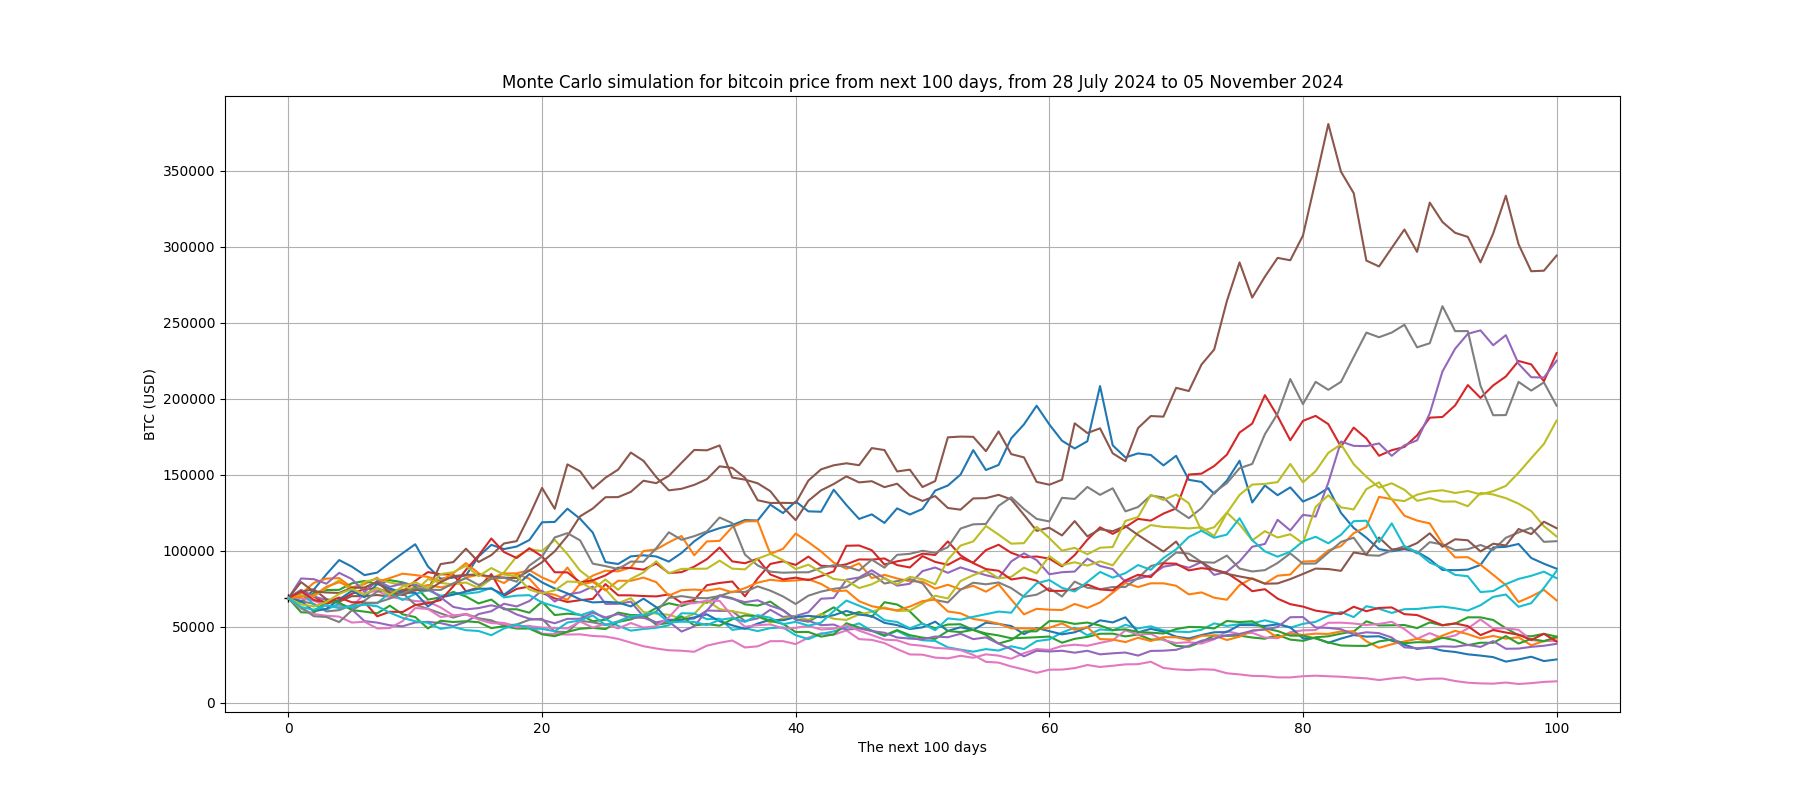 Monte Carlo simulation for bitcoin price from next 100 days, from 28 July 2024 to 05 November 2024
350000
300000
250000
200000
150000
100000
50000
0
BTC (USD)
0 20 40 60 80 100
The next 100 days